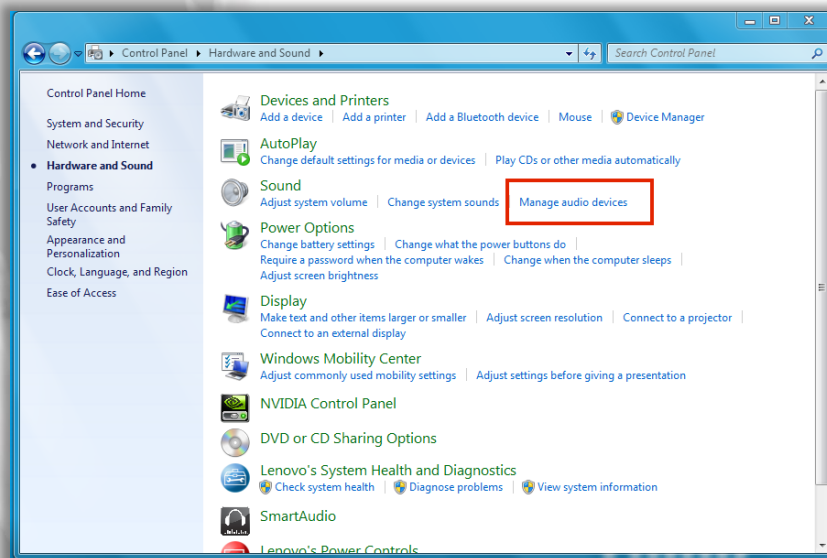 Control Panel Hardware and Sound Search Control Panel
Control Panel Home
System and Security
Network and Internet
Hardware and Sound
Programs
User Accounts and Family
Safety
Appearance and
Personalization
Clock, Language, and Region
Ease of Access
Devices and Printers
Add a device Add a printer Add a Bluetooth device Mouse Device Manager
AutoPlay
Change default settings for media or devices Play CDs or other media automatically
Sound
Adjust system volume Change system sounds Manage audio devices
Power Options
Change battery settings Change what the power buttons do
Require a password when the computer wakes Change when the computer sleeps
Adjust screen brightness
Display
Make text and other items larger or smaller Adjust screen resolution Connect to a projector
Connect to an external display
Windows Mobility Center
Adjust commonly used mobility settings Adjust settings before giving a presentation
NVIDIA Control Panel
DVD or CD Sharing Options
Lenovo's System Health and Diagnostics
Check system health Diagnose problems View system information
SmartAudio
Lenovo's Power Controls